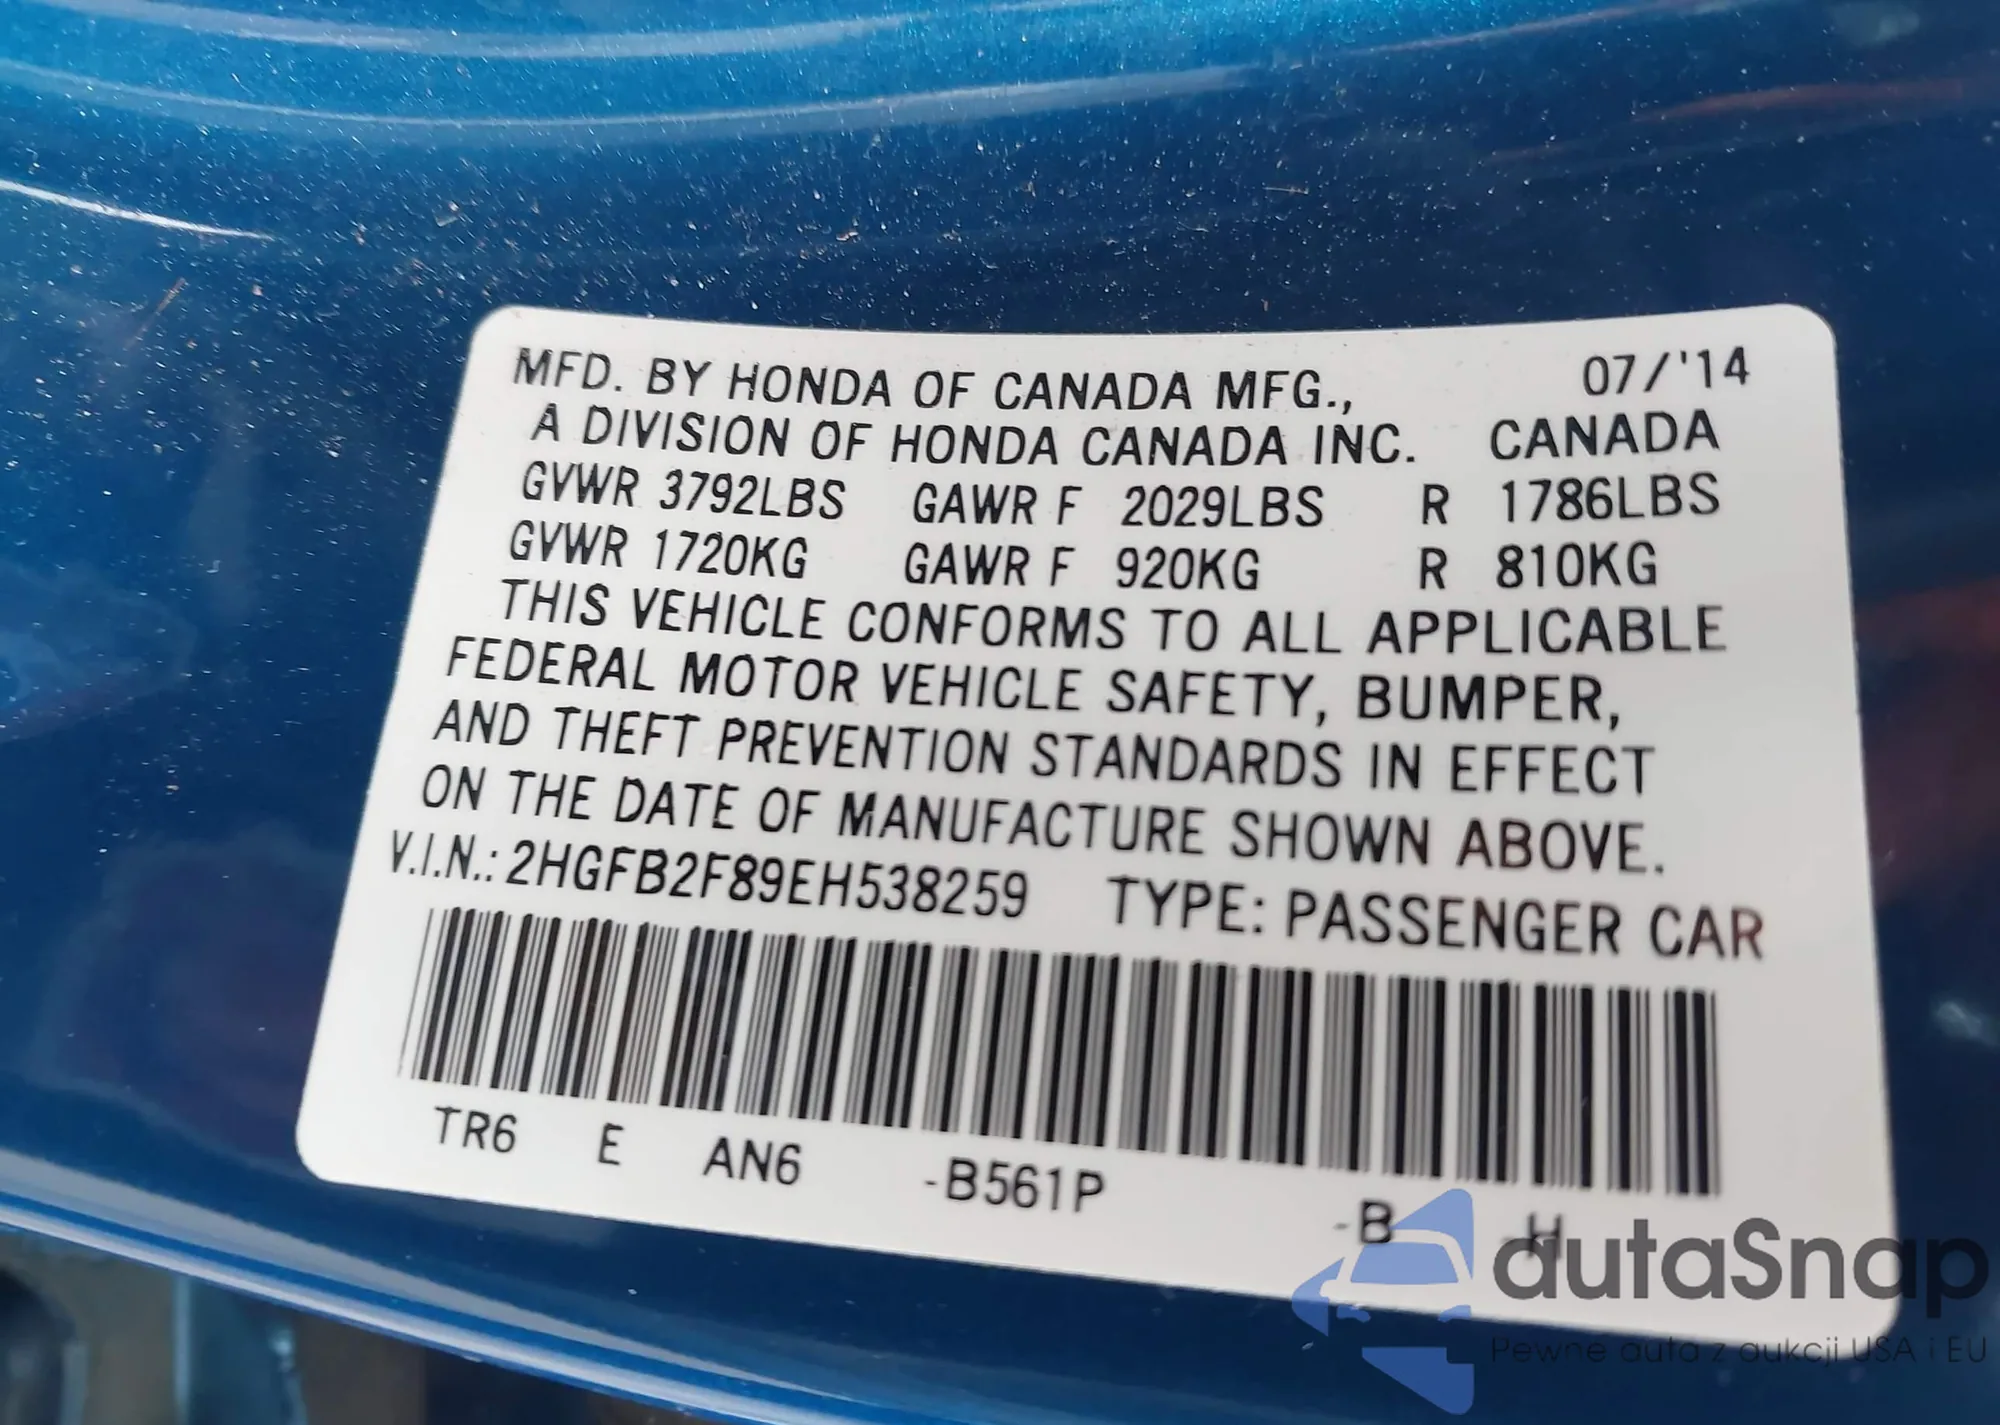 MFD. BY HONDA OF CANADA MFG., 07/'14
A DIVISION OF HONDA CANADA INC. CANADA
GVWR 3792LBS GAWR F 2029LBS R 1786LBS
GVWR 1720KG GAWR F 920KG R 810KG
THIS VEHICLE CONFORMS TO ALL APPLICABLE
FEDERAL MOTOR VEHICLE SAFETY, BUMPER,
AND THEFT PREVENTION STANDARDS IN EFFECT
ON THE DATE OF MANUFACTURE SHOWN ABOVE.
V.I.N.: 2HGFB2F89EH538259 TYPE: PASSENGER CAR
TR6 E AN6 -B561P -B -H
autaSnap
Pewne auta z aukcji USA i EU